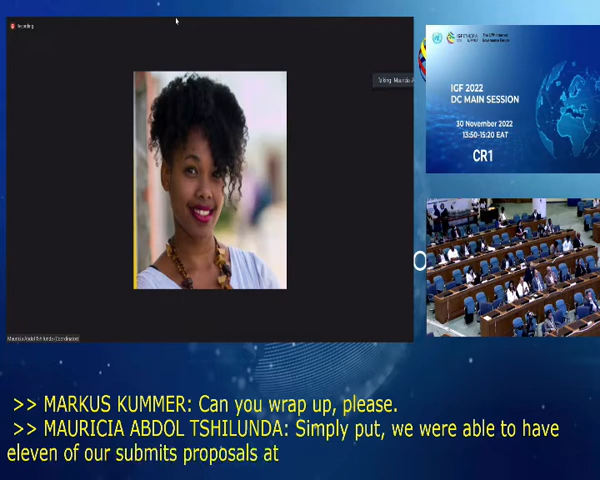 Recording
IGF 2022
DC MAIN SESSION
30 November 2022
13:50-15:20 EAT
CR1
>> MARKUS KUMMER: Can you wrap up, please.
>> MAURICIA ABDOL TSHILUNDA: Simply put, we were able to have
eleven of our submits proposals at